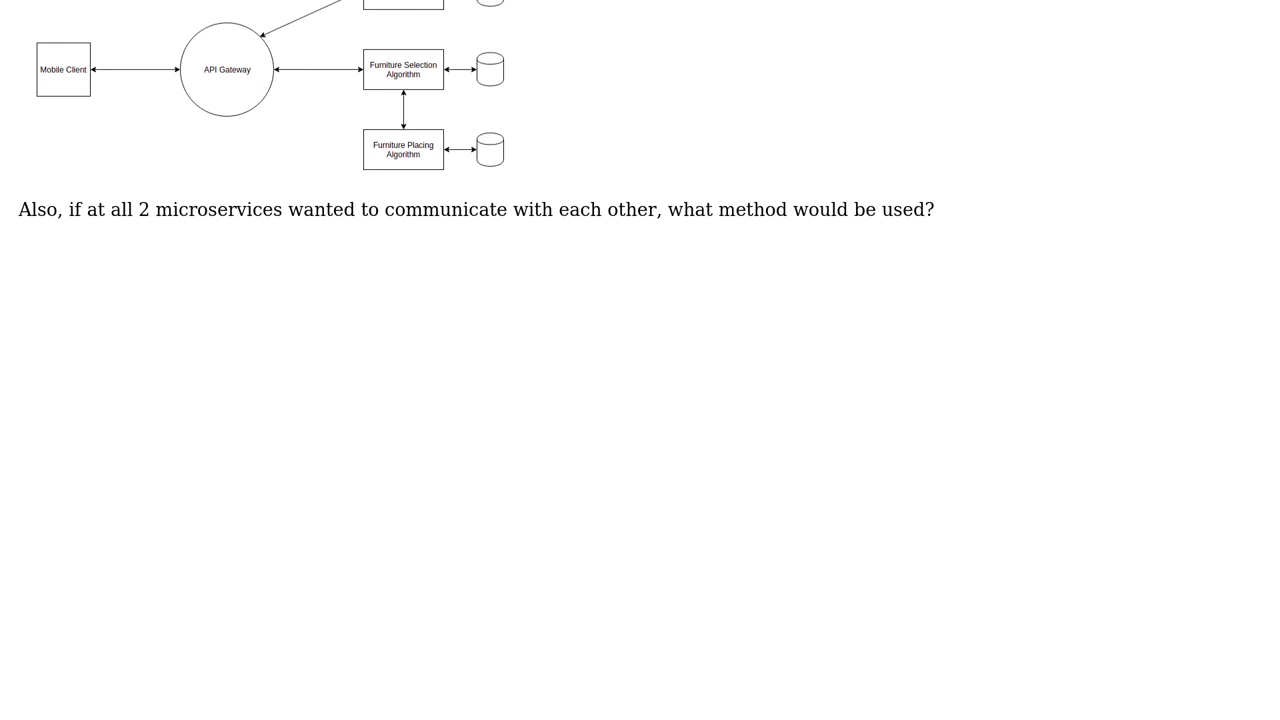 Mobile Client
API Gateway
Furniture Selection
Algorithm
Furniture Placing
Algorithm
Also, if at all 2 microservices wanted to communicate with each other, what method would be used?